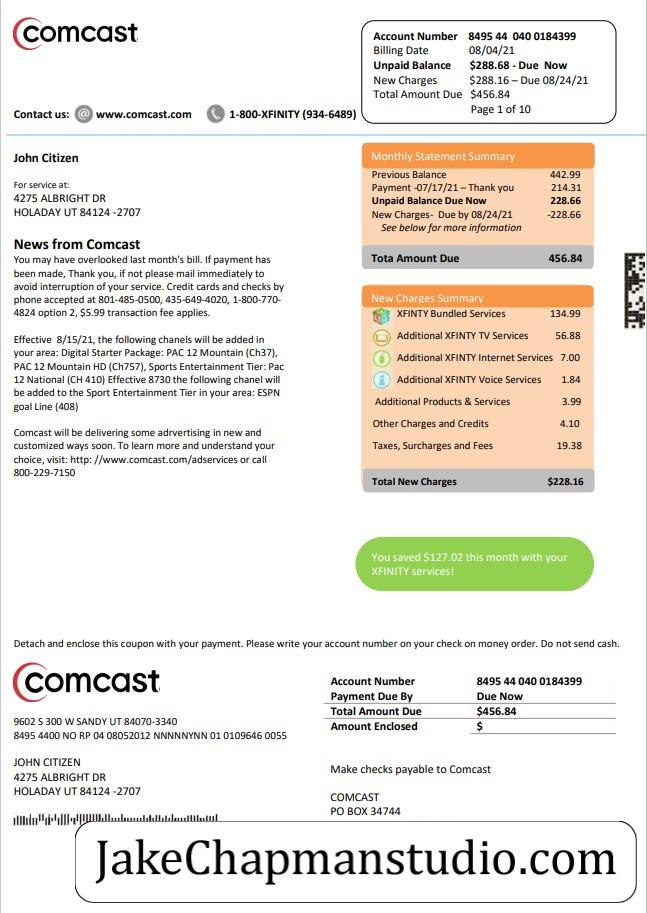 comcast
Account Number 8495 44 040 0184399
Billing Date 08/04/21
Unpaid Balance $288.68 - Due Now
New Charges $288.16 – Due 08/24/21
Total Amount Due $456.84
Page 1 of 10
Contact us: @ www.comcast.com 1-800-XFINITY (934-6489)
John Citizen
For service at:
4275 ALBRIGHT DR
HOLADAY UT 84124 -2707
News from Comcast
You may have overlooked last month's bill. If payment has
been made, Thank you, if not please mail immediately to
avoid interruption of your service. Credit cards and checks by
phone accepted at 801-485-0500, 435-649-4020, 1-800-770-
4824 option 2, $5.99 transaction fee applies.
Effective 8/15/21, the following chanels will be added in
your area: Digital Starter Package: PAC 12 Mountain (Ch37),
PAC 12 Mountain HD (Ch757), Sports Entertainment Tier: Pac
12 National (CH 410) Effective 8730 the following chanel will
be added to the Sport Entertainment Tier in your area: ESPN
goal Line (408)
Comcast will be delivering some adrvertising in new and
customized ways soon. To learn more and understand your
choice, visit: http: //www.comcast.com/adservices or call
800-229-7150
Monthly Statement Summary
Previous Balance 442.99
Payment -07/17/21 – Thank you 214.31
Unpaid Balance Due Now 228.66
New Charges- Due by 08/24/21 -228.66
See below for more information
Tota Amount Due 456.84
New Charges Summary
XFINITY Bundled Services 134.99
Additional XFINITY TV Services 56.88
Additional XFINITY Internet Services 7.00
Additional XFINITY Voice Services 1.84
Additional Products & Services 3.99
Other Charges and Credits 4.10
Taxes, Surcharges and Fees 19.38
Total New Charges $228.16
You saved $127.02 this month with your
XFINITY services!
Detach and enclose this coupon with your payment. Please write your account number on your check on money order. Do not send cash.
comcast
9602 S 300 W SANDY UT 84070-3340
8495 4400 NO RP 04 08052012 NNNNNYNN 01 0109646 0055
JOHN CITIZEN
4275 ALBRIGHT DR
HOLADAY UT 84124 -2707
Account Number 8495 44 040 0184399
Payment Due By Due Now
Total Amount Due $456.84
Amount Enclosed $
Make checks payable to Comcast
COMCAST
PO BOX 34744
JakeChapmanstudio.com